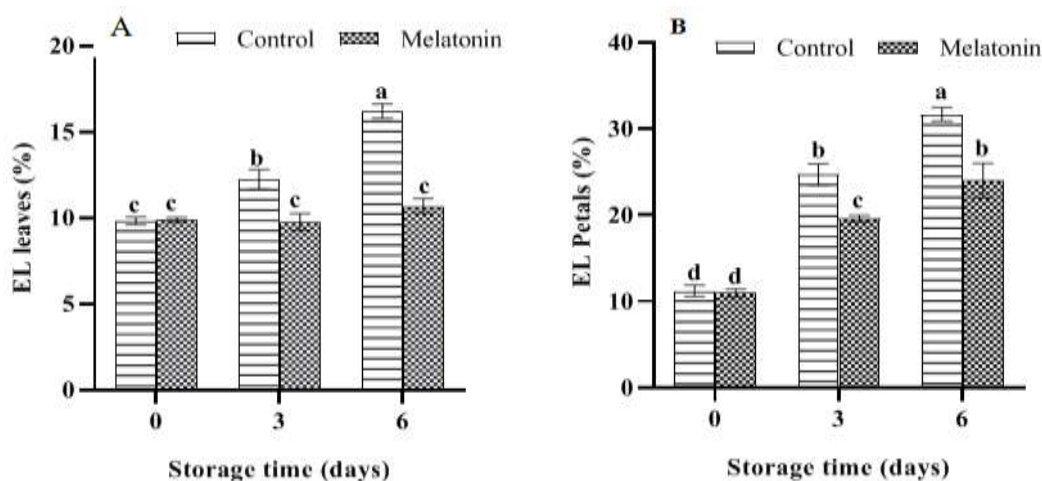 A
Control
Melatonin
20
15
10
5
0
EL leaves (%)
c
c
b
c
a
c
0
3
6
Storage time (days)
B
Control
Melatonin
40
30
20
10
0
EL Petals (%)
d
d
b
c
a
b
0
3
6
Storage time (days)